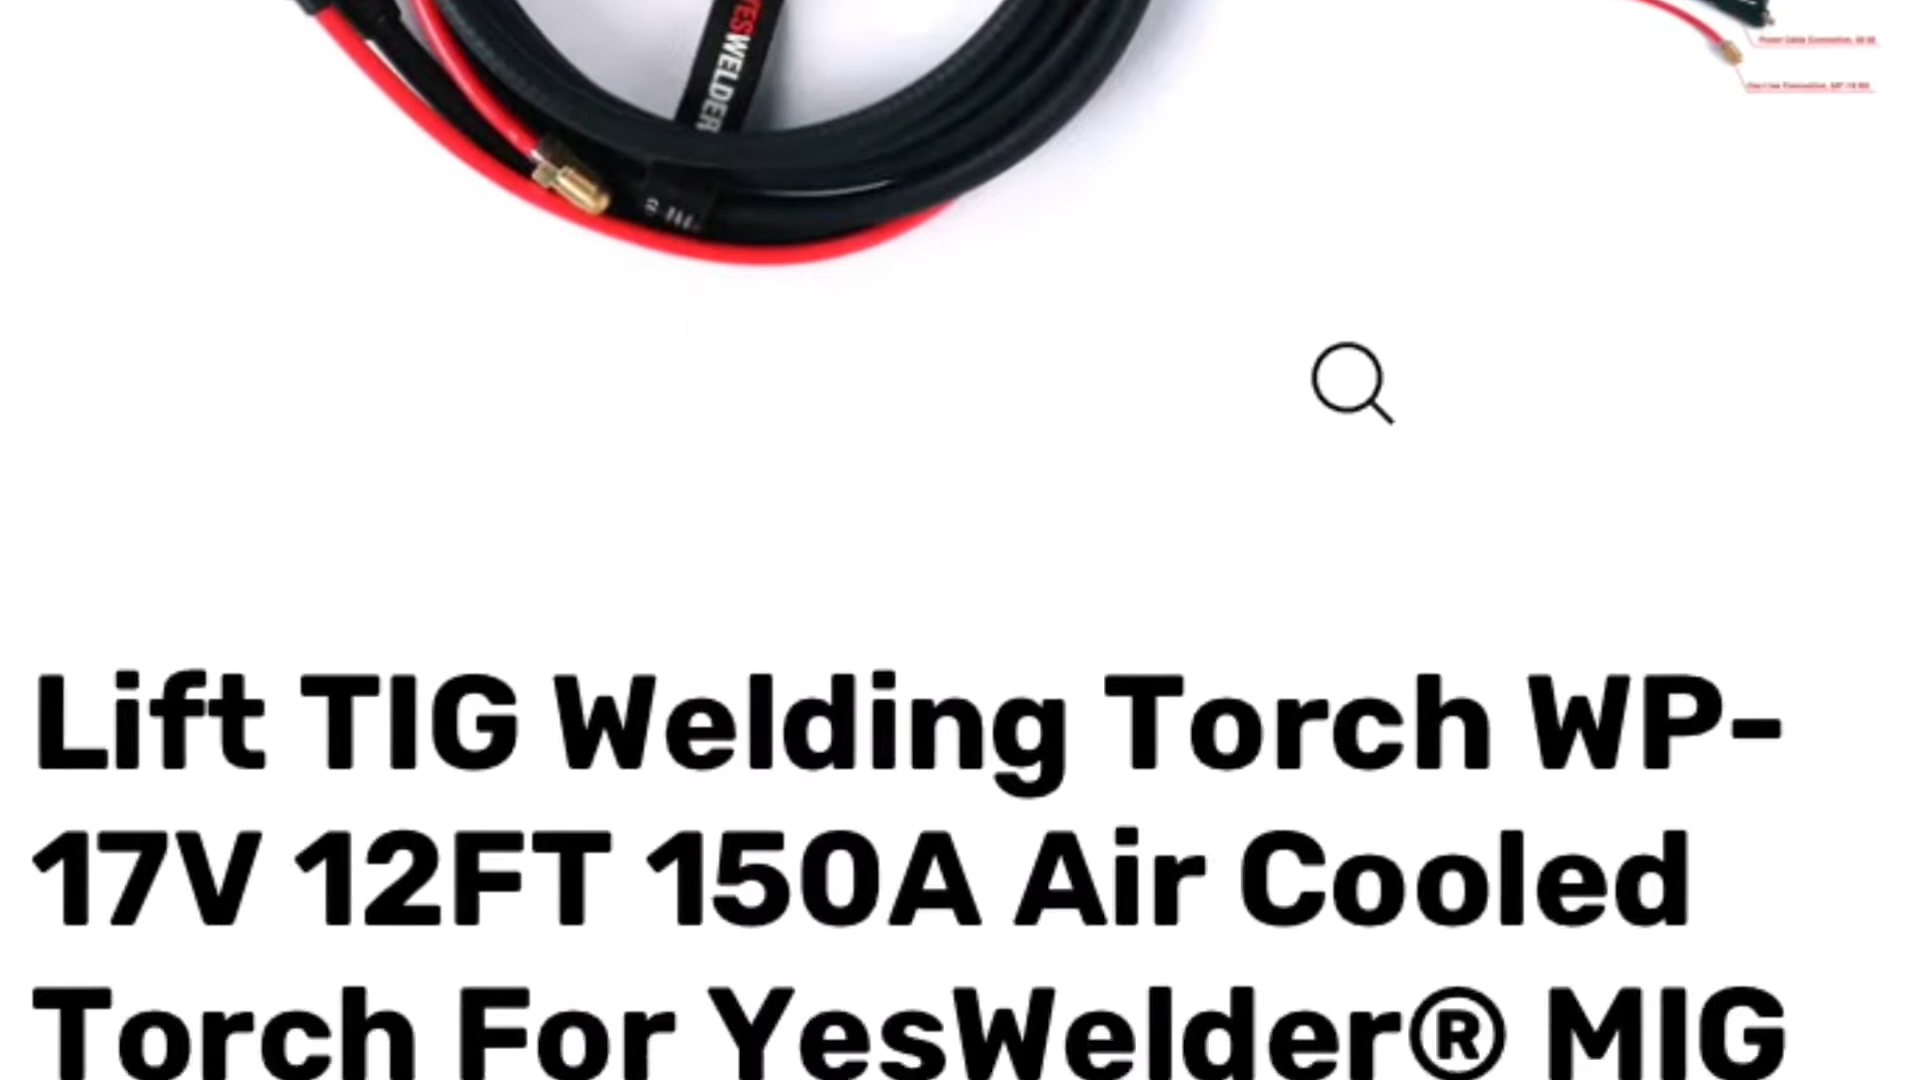 YESWELDER
Lift TIG Welding Torch WP-
17V 12FT 150A Air Cooled
Torch For YesWelder® MIG